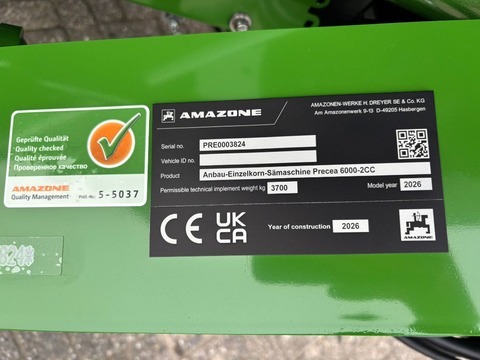 Geprüfte Qualität
Quality checked
Qualité éprouvée
Проверенное качество
AMAZONE
Quality Management
5-5037
AMAZONE
AMAZONEN-WERKE H. DREYER SE & Co. KG
Am Amazonenwerk 9-13 D-49205 Hasbergen
Serial no. PRE0003824
Vehicle ID no.
Product Anbau-Einzelkorn-Sämaschine Precea 6000-2CC
Permissible technical implement weight kg 3700 Model year 2026
CE UK CA Year of construction 2026
AMAZONE